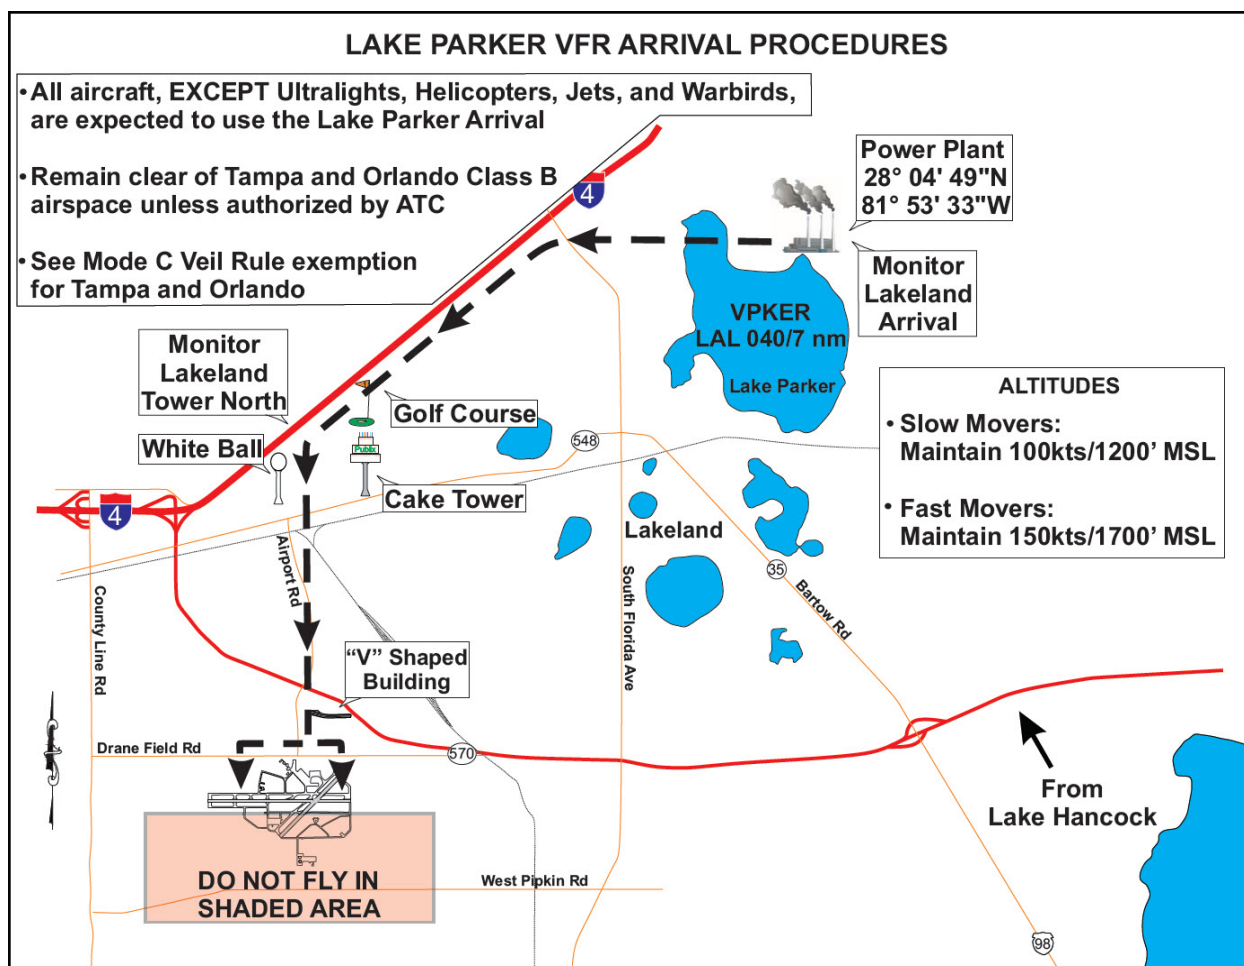 LAKE PARKER VFR ARRIVAL PROCEDURES
• All aircraft, EXCEPT Ultralights, Helicopters, Jets, and Warbirds,
are expected to use the Lake Parker Arrival
• Remain clear of Tampa and Orlando Class B
airspace unless authorized by ATC
• See Mode C Veil Rule exemption
for Tampa and Orlando
4
Power Plant
28° 04' 49"N
81° 53' 33"W
Monitor
Lakeland
Arrival
VPKER
LAL 040/7 nm
Lake Parker
Monitor
Lakeland
Tower North
Golf Course
White Ball
Publix
Cake Tower
548
ALTITUDES
• Slow Movers:
Maintain 100kts/1200' MSL
• Fast Movers:
Maintain 150kts/1700' MSL
4
Lakeland
35
Airport Rd
County Line Rd
South Florida Ave
Bartow Rd
“V” Shaped
Building
Drane Field Rd
570
From
Lake Hancock
West Pipkin Rd
DO NOT FLY IN
SHADED AREA
98